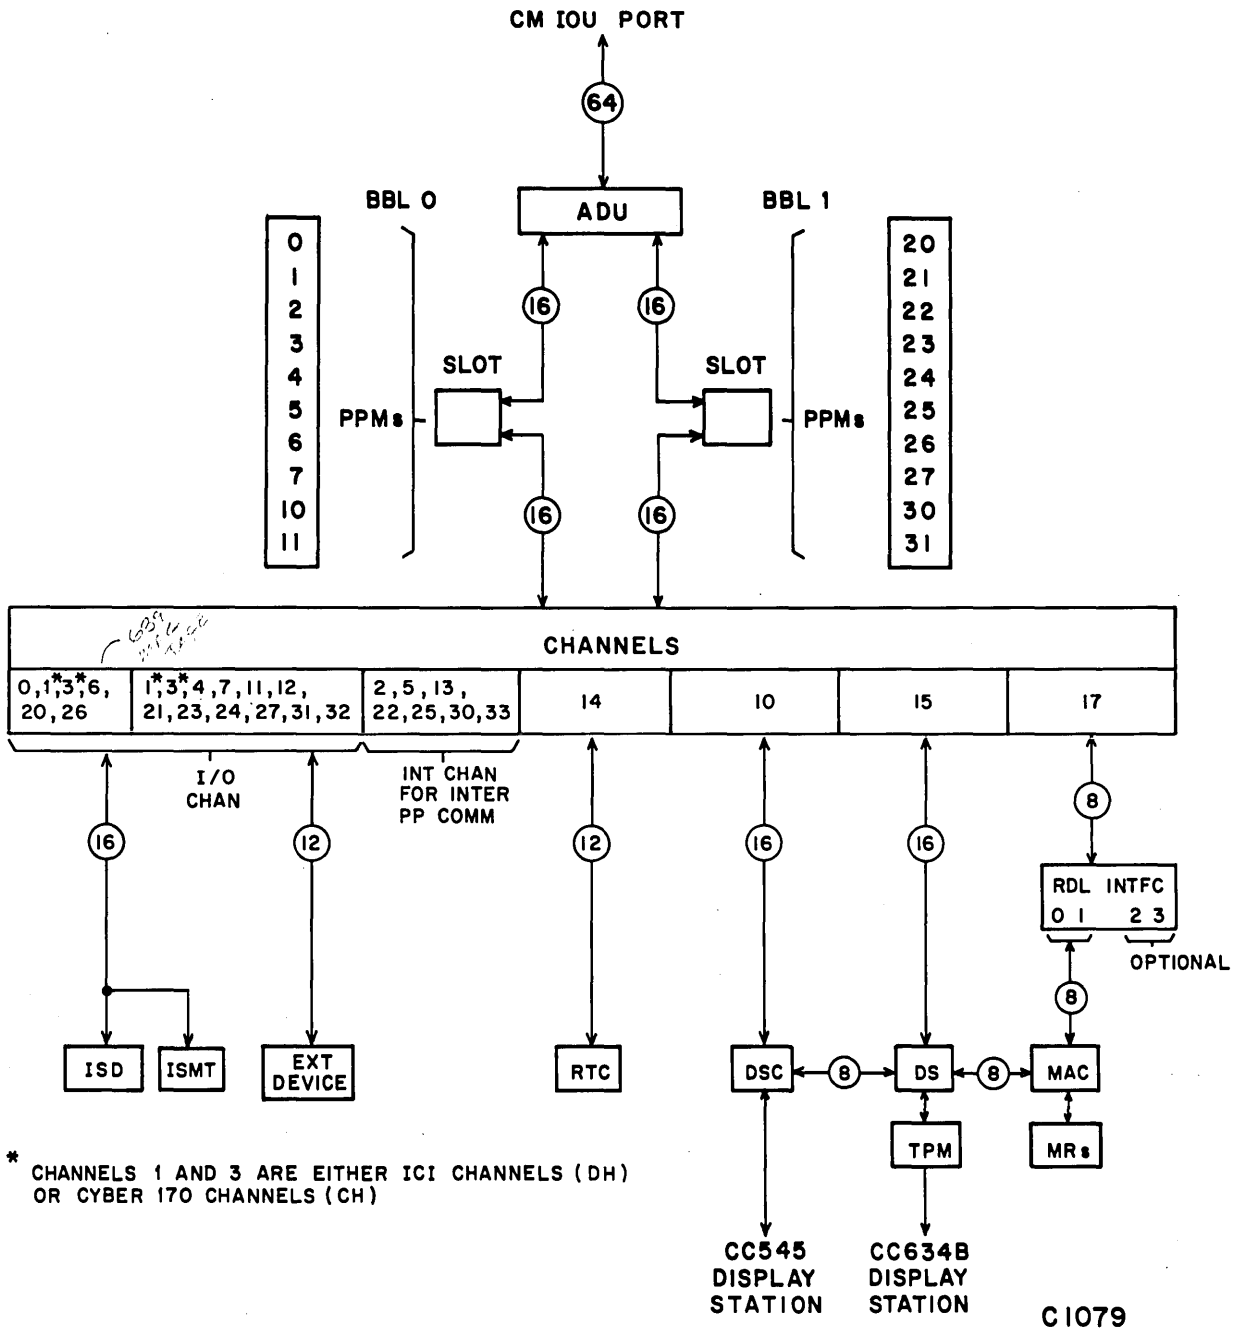 CM IOU PORT
64
BBL 0
ADU
BBL 1
0
1
2
3
4
5
6
7
10
11
20
21
22
23
24
25
26
27
30
31
16
16
SLOT
SLOT
PPMs
PPMs
16
16
639
TAPE
CHANNELS
0,1*,3*,6,
20,26
1*,3*,4,7,11,12,
21,23,24,27,31,32
2,5,13,
22,25,30,33
14
10
15
17
I/O
CHAN
INT CHAN
FOR INTER
PP COMM
16
12
12
16
16
8
RDL INTFC
0 1 2 3
OPTIONAL
8
ISD
ISMT
EXT
DEVICE
RTC
DSC
8
DS
8
MAC
TPM
MRs
* CHANNELS 1 AND 3 ARE EITHER ICI CHANNELS (DH)
OR CYBER 170 CHANNELS (CH)
CC545
DISPLAY
STATION
CC634B
DISPLAY
STATION
C1079